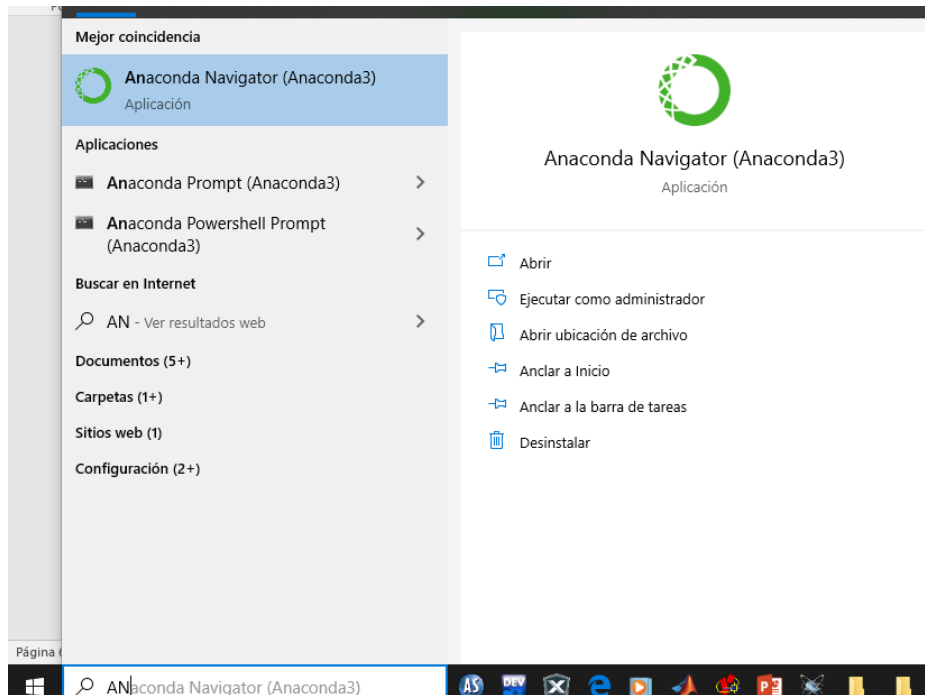 Mejor coincidencia
Anaconda Navigator (Anaconda3)
Aplicación
Aplicaciones
Anaconda Prompt (Anaconda3)
Anaconda Powershell Prompt
(Anaconda3)
Buscar en Internet
AN - Ver resultados web
Documentos (5+)
Carpetas (1+)
Sitios web (1)
Configuración (2+)
Anaconda Navigator (Anaconda3)
Aplicación
Abrir
Ejecutar como administrador
Abrir ubicación de archivo
Anclar a Inicio
Anclar a la barra de tareas
Desinstalar
Página
ANaconda Navigator (Anaconda3)
AS
DEV